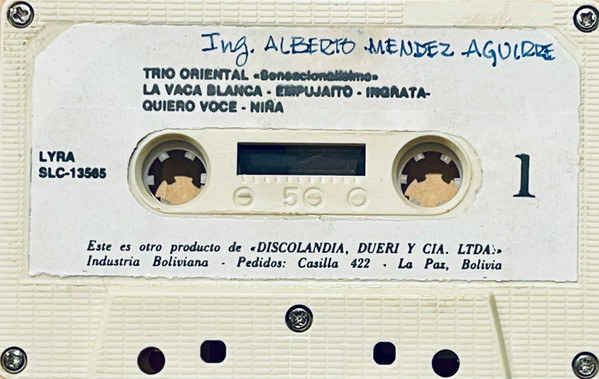 Ing. ALBERTO MENDEZ AGUIRRE
TRIO ORIENTAL «Sensacionalísimo»
LA VACA BLANCA - EMPUJAITO - INGRATA-
QUIERO VOCE - NIÑA
LYRA
SLC-13565
1
50
Este es otro producto de «DISCOLANDIA, DUERI Y CIA. LTDA.»
Industria Boliviana - Pedidos: Casilla 422 - La Paz, Bolivia